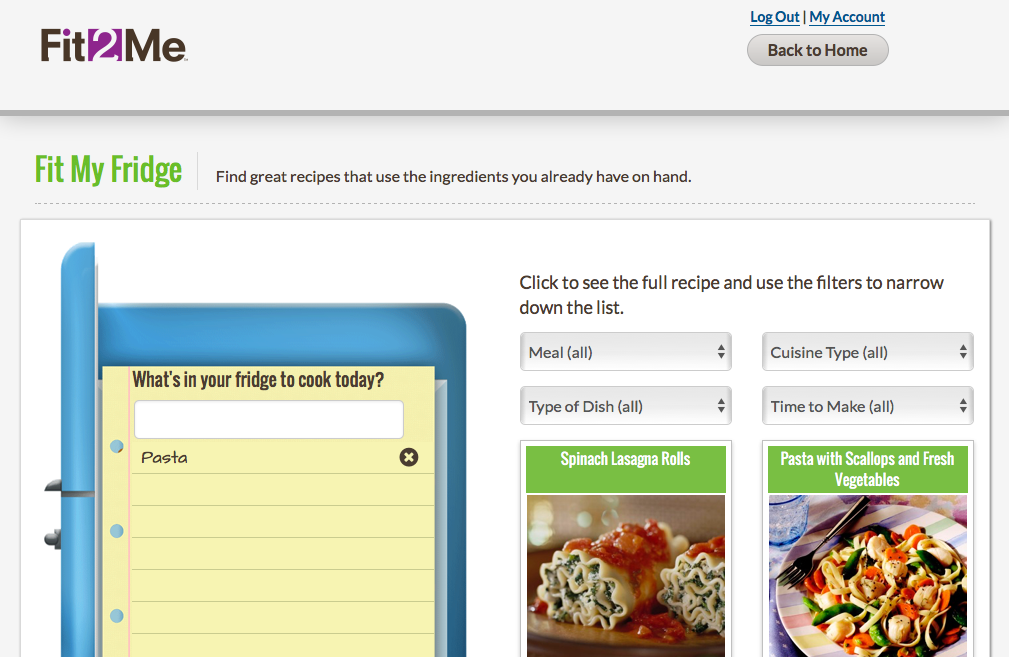 Log Out | My Account
Fit2Me
Back to Home
Fit My Fridge
Find great recipes that use the ingredients you already have on hand.
Click to see the full recipe and use the filters to narrow
down the list.
Meal (all)
Cuisine Type (all)
What's in your fridge to cook today?
Type of Dish (all)
Time to Make (all)
Pasta
Spinach Lasagna Rolls
Pasta with Scallops and Fresh
Vegetables